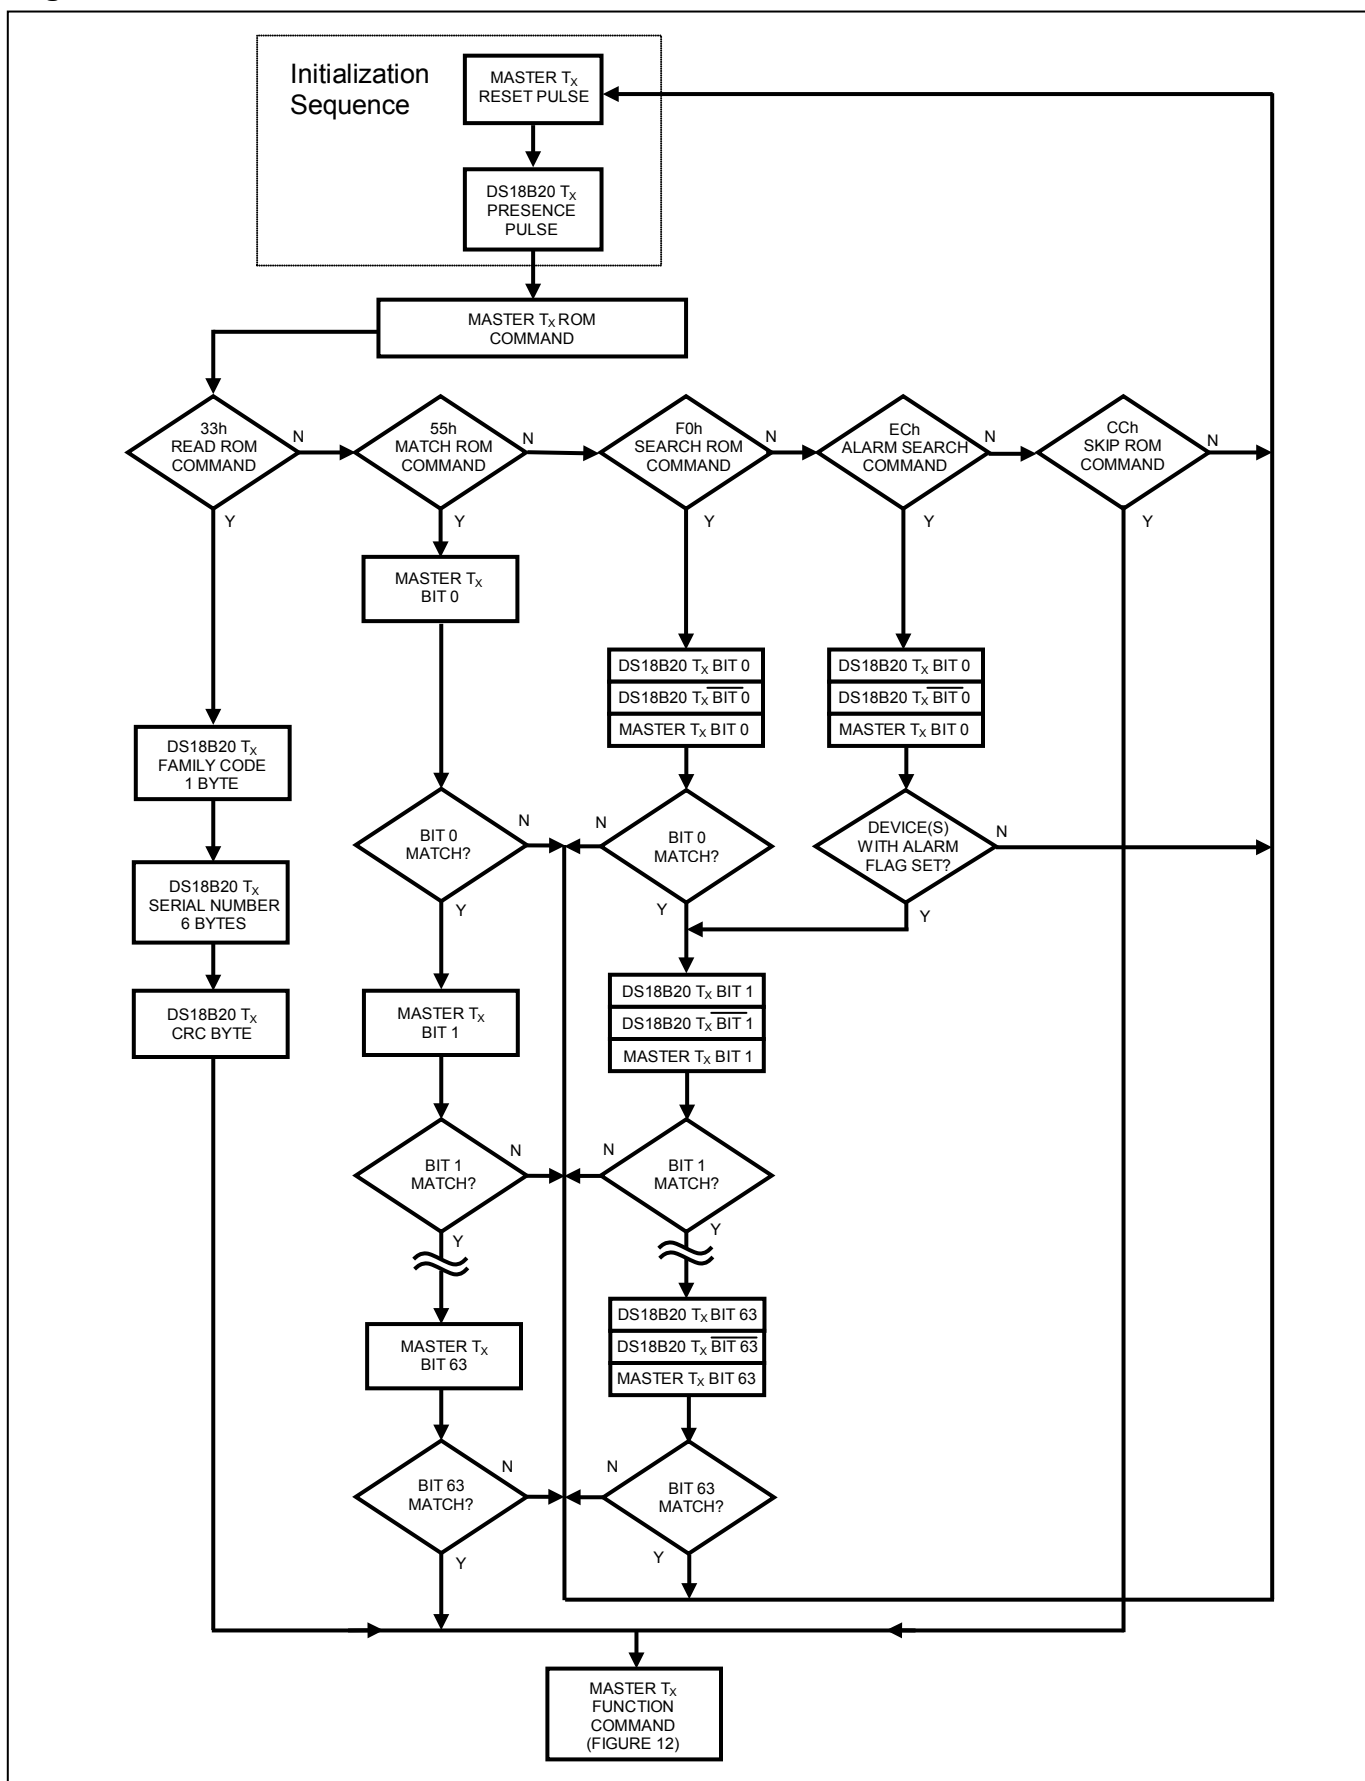 Initialization
Sequence
MASTER TX
RESET PULSE
DS18B20 TX
PRESENCE
PULSE
MASTER TX ROM
COMMAND
33h
READ ROM
COMMAND
N
Y
55h
MATCH ROM
COMMAND
N
Y
F0h
SEARCH ROM
COMMAND
N
Y
ECh
ALARM SEARCH
COMMAND
N
Y
CCh
SKIP ROM
COMMAND
N
Y
MASTER TX
BIT 0
DS18B20 TX BIT 0
DS18B20 TX BIT 0
MASTER TX BIT 0
DS18B20 TX BIT 0
DS18B20 TX BIT 0
MASTER TX BIT 0
DS18B20 TX
FAMILY CODE
1 BYTE
BIT 0
MATCH?
N
Y
N
BIT 0
MATCH?
Y
DEVICE(S)
WITH ALARM
FLAG SET?
N
Y
DS18B20 TX
SERIAL NUMBER
6 BYTES
DS18B20 TX
CRC BYTE
MASTER TX
BIT 1
DS18B20 TX BIT 1
DS18B20 TX BIT 1
MASTER TX BIT 1
BIT 1
MATCH?
N
Y
N
BIT 1
MATCH?
Y
MASTER TX
BIT 63
DS18B20 TX BIT 63
DS18B20 TX BIT 63
MASTER TX BIT 63
BIT 63
MATCH?
N
Y
N
BIT 63
MATCH?
Y
MASTER TX
FUNCTION
COMMAND
(FIGURE 12)